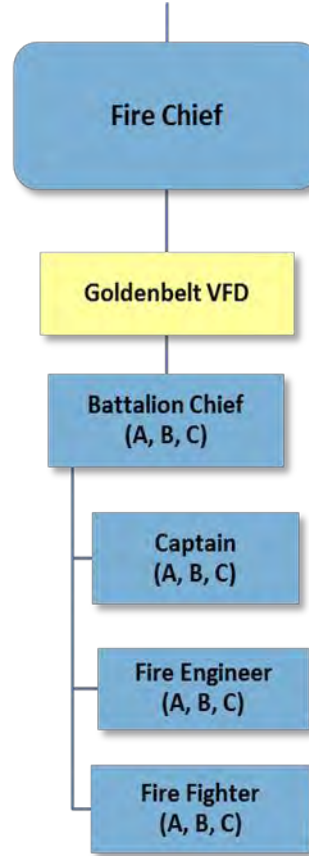 Fire Chief
Goldenbelt VFD
Battalion Chief
(A, B, C)
Captain
(A, B, C)
Fire Engineer
(A, B, C)
Fire Fighter
(A, B, C)